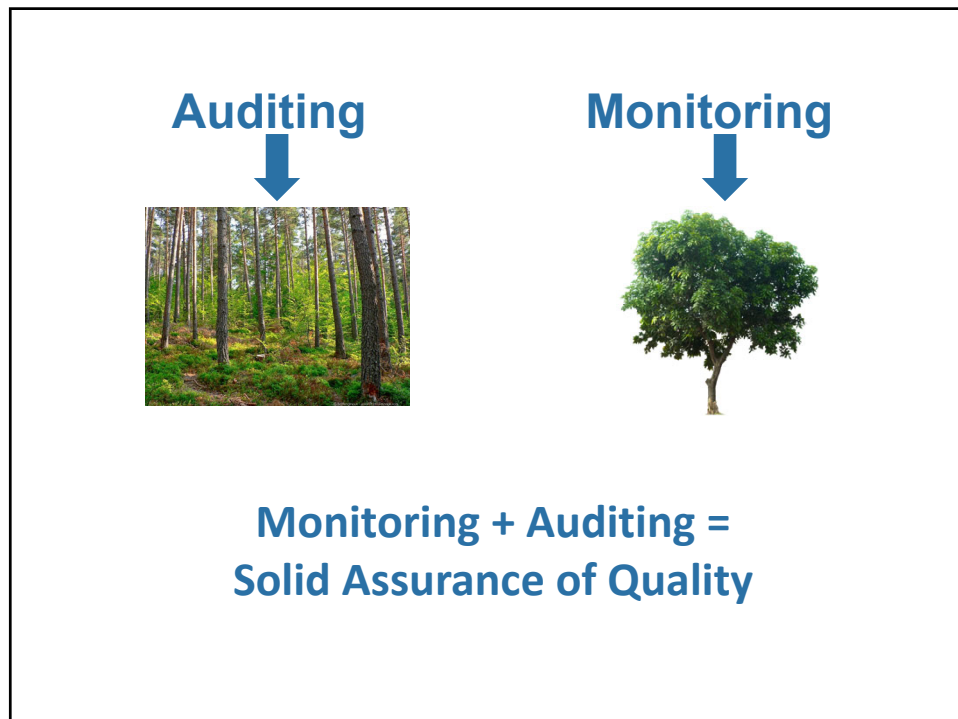 Auditing
Monitoring
Monitoring + Auditing =
Solid Assurance of Quality